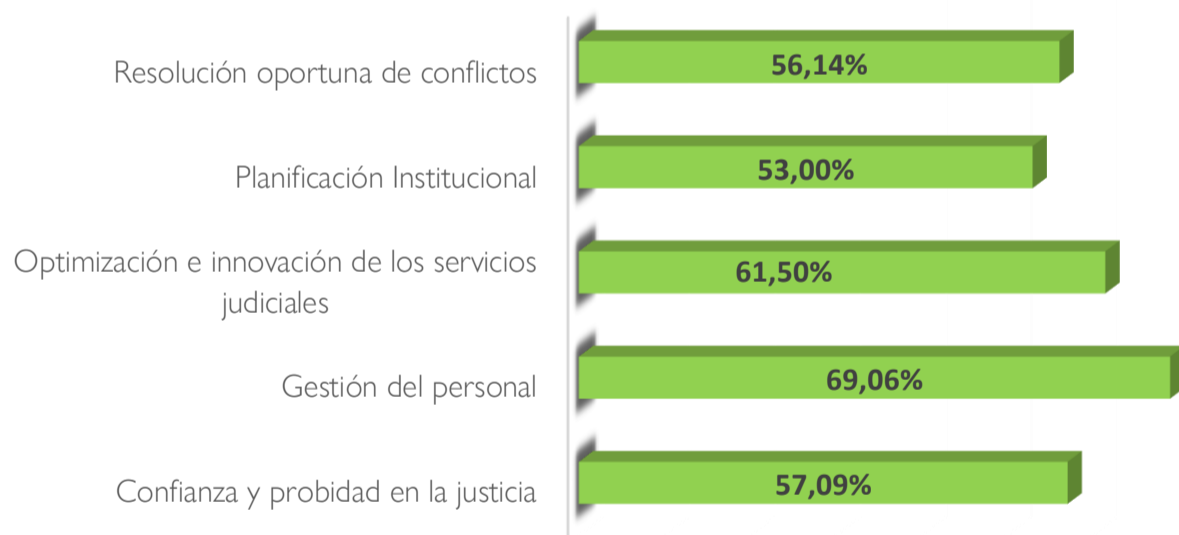 Resolución oportuna de conflictos
56,14%
Planificación Institucional
53,00%
Optimización e innovación de los servicios
judiciales
61,50%
Gestión del personal
69,06%
Confianza y probidad en la justicia
57,09%